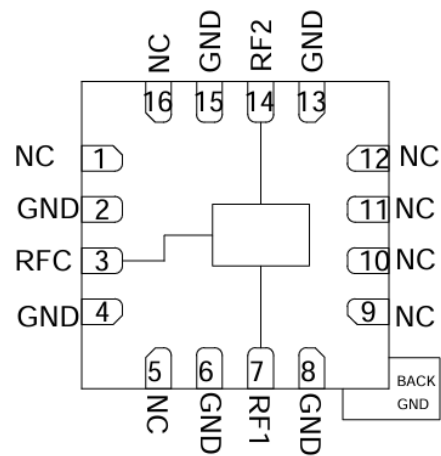 NC GND RF2 GND
16 15 14 13
NC 1 12 NC
GND 2 11 NC
RFC 3 10 NC
GND 4 9 NC
5 6 7 8
NC GND RF1 GND
BACK
GND